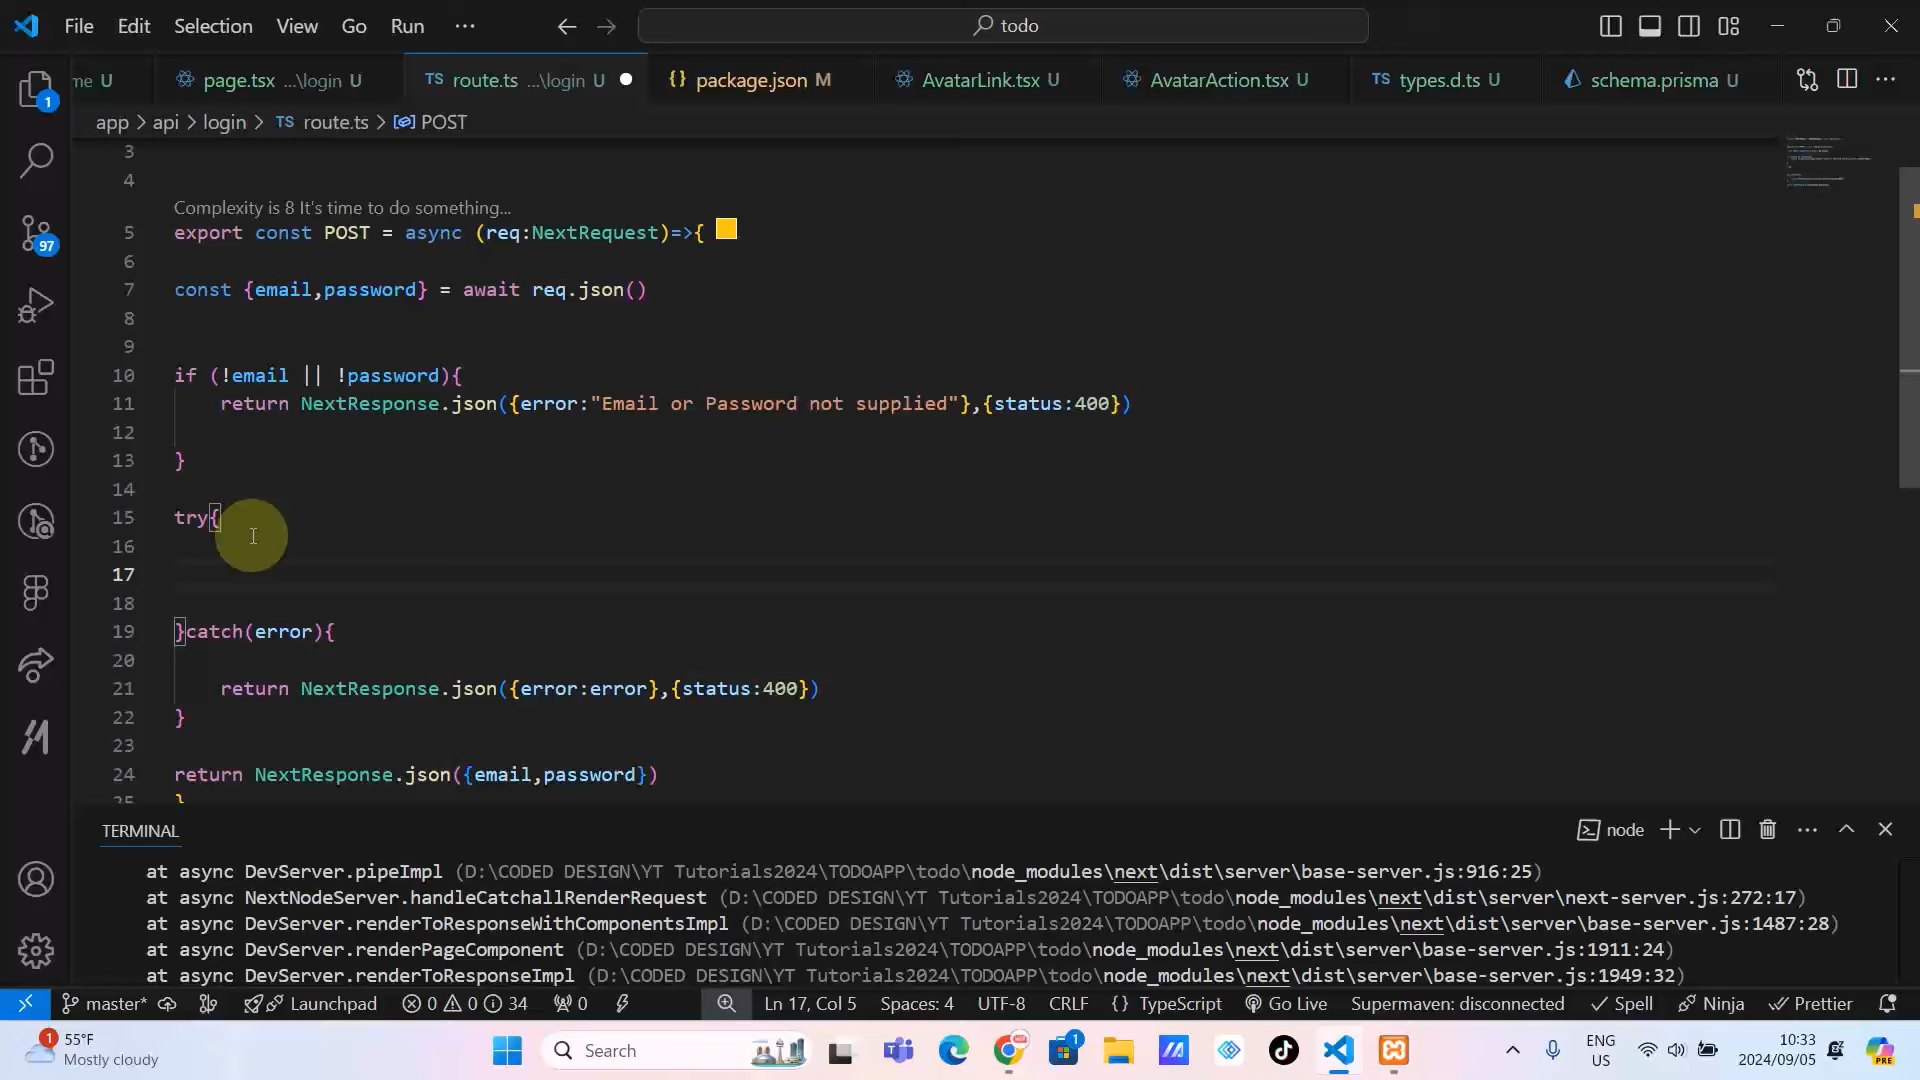 File Edit Selection View Go Run ··· todo
me U page.tsx ...\login U TS route.ts ...\login U {} package.json M AvatarLink.tsx U AvatarAction.tsx U TS types.d.ts U schema.prisma U ···
app > api > login > TS route.ts > POST
3
4
Complexity is 8 It's time to do something...
5 export const POST = async (req:NextRequest)=>{
6
7 const {email,password} = await req.json()
8
9
10 if (!email || !password){
11 return NextResponse.json({error:"Email or Password not supplied"},{status:400})
12
13 }
14
15 try{
16
17
18
19 }catch(error){
20
21 return NextResponse.json({error:error},{status:400})
22 }
23
24 return NextResponse.json({email,password})
25 }
1
97
TERMINAL node
at async DevServer.pipeImpl (D:\CODED DESIGN\YT Tutorials2024\TODOAPP\todo\node_modules\next\dist\server\base-server.js:916:25)
at async NextNodeServer.handleCatchallRenderRequest (D:\CODED DESIGN\YT Tutorials2024\TODOAPP\todo\node_modules\next\dist\server\next-server.js:272:17)
at async DevServer.renderToResponseWithComponentsImpl (D:\CODED DESIGN\YT Tutorials2024\TODOAPP\todo\node_modules\next\dist\server\base-server.js:1487:28)
at async DevServer.renderPageComponent (D:\CODED DESIGN\YT Tutorials2024\TODOAPP\todo\node_modules\next\dist\server\base-server.js:1911:24)
at async DevServer.renderToResponseImpl (D:\CODED DESIGN\YT Tutorials2024\TODOAPP\todo\node_modules\next\dist\server\base-server.js:1949:32)
master* Launchpad 0 0 34 0 Ln 17, Col 5 Spaces: 4 UTF-8 CRLF {} TypeScript Go Live Supermaven: disconnected Spell Ninja Prettier
1 55°F
Mostly cloudy
Search
1
ENG
US
10:33
2024/09/05
PRE